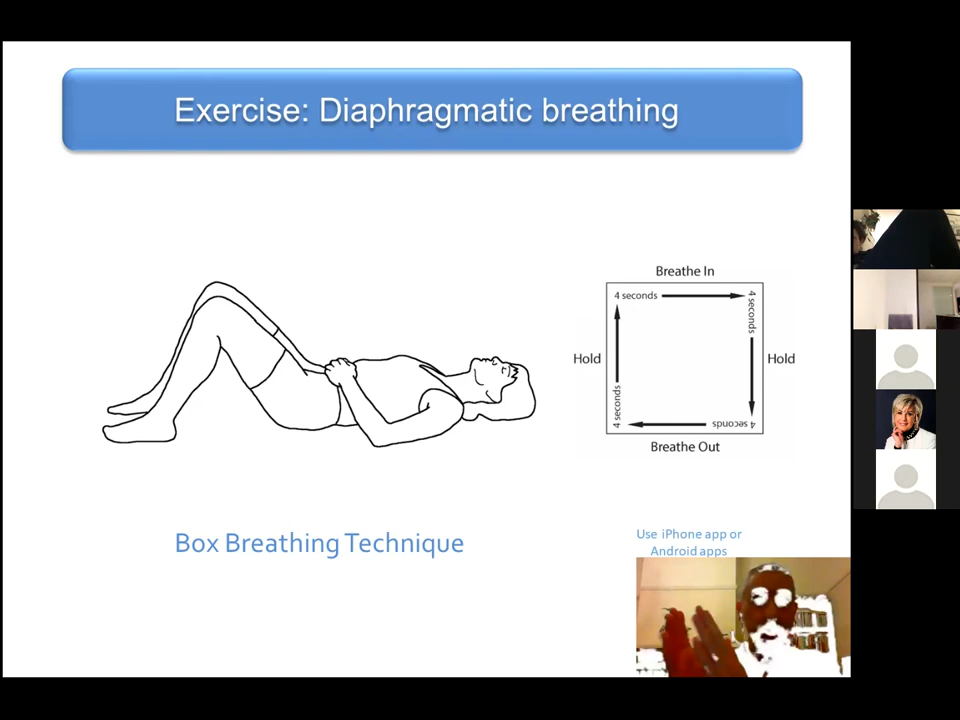 Exercise: Diaphragmatic breathing
Breathe In
4 seconds
4 seconds
Hold
Hold
4 seconds
4 seconds
Breathe Out
Box Breathing Technique
Use iPhone app or
Android apps